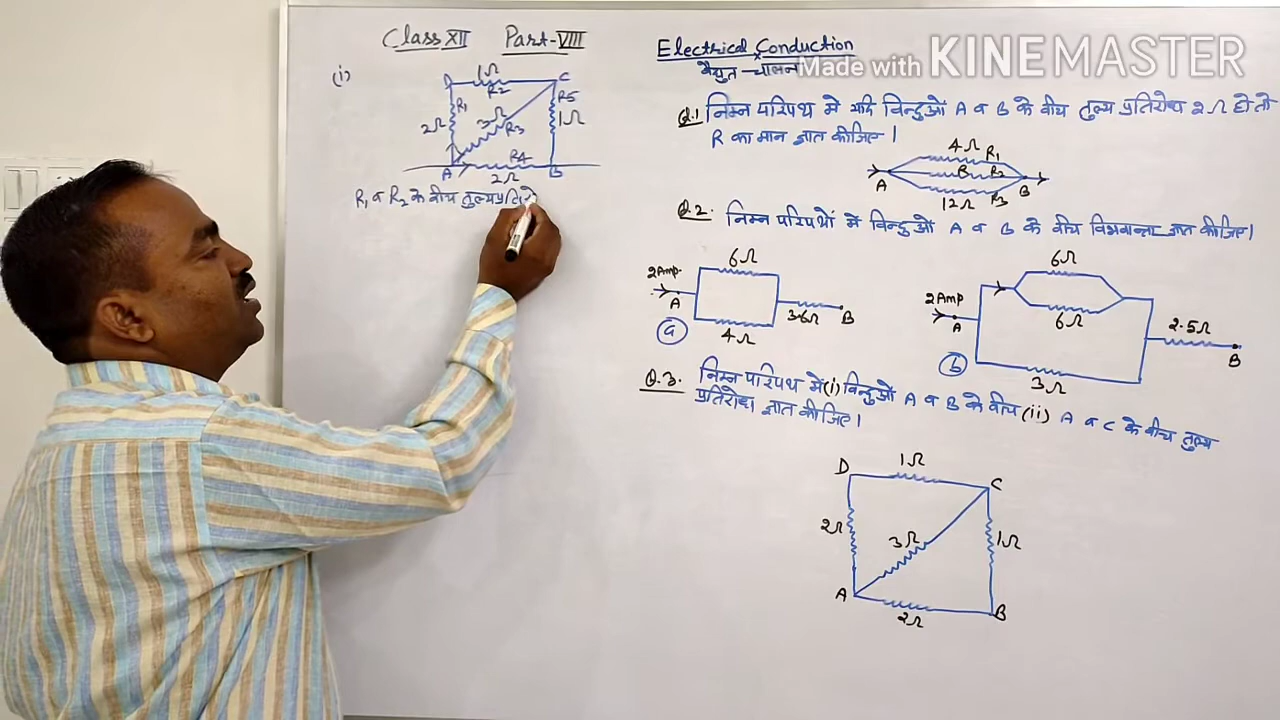 Class XII Part-VIII
(i)
D 1Ω C
R2
R1 R5
2Ω 3Ω 1Ω
R3
R4
A B
2Ω
R1 व R2 के बीच तुल्यप्रतिरो
Electrical Conduction
वैद्युत चालन
Made with KINEMASTER
Q.1 निम्न परिपथ मे यदि बिन्दुओं A व B के बीच तुल्य प्रतिरोध 2Ω हो तो
R का मान ज्ञात कीजिए।
4Ω R1
R R2
A B
12Ω R3
Q.2. निम्न परिपथों में बिन्दुओं A व B के बीच विभवान्तर ज्ञात कीजिए।
6Ω
2Amp.
A
3.6Ω B
(a)
4Ω
6Ω
2Amp
A
6Ω
2.5Ω
B
(b)
3Ω
Q.3. निम्न परिपथ में (i) बिन्दुओं A व B के बीच (ii) A व C के बीच तुल्य
प्रतिरोध ज्ञात कीजिए।
D 1Ω C
2Ω 3Ω 1Ω
A B
2Ω